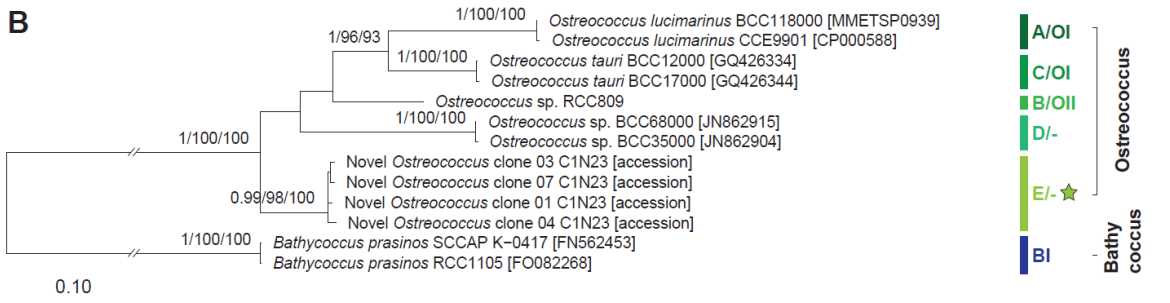 B
1/100/100
Ostreococcus lucimarinus BCC118000 [MMETSP0939]
Ostreococcus lucimarinus CCE9901 [CP000588]
1/96/93
1/100/100
Ostreococcus tauri BCC12000 [GQ426334]
Ostreococcus tauri BCC17000 [GQ426344]
Ostreococcus sp. RCC809
1/100/100
Ostreococcus sp. BCC68000 [JN862915]
Ostreococcus sp. BCC35000 [JN862904]
1/100/100
Novel Ostreococcus clone 03 C1N23 [accession]
Novel Ostreococcus clone 07 C1N23 [accession]
0.99/98/100
Novel Ostreococcus clone 01 C1N23 [accession]
Novel Ostreococcus clone 04 C1N23 [accession]
1/100/100
Bathycoccus prasinos SCCAP K−0417 [FN562453]
Bathycoccus prasinos RCC1105 [FO082268]
0.10
A/OI
C/OI
B/OII
D/-
E/-
BI
Ostreococcus
Bathy
coccus